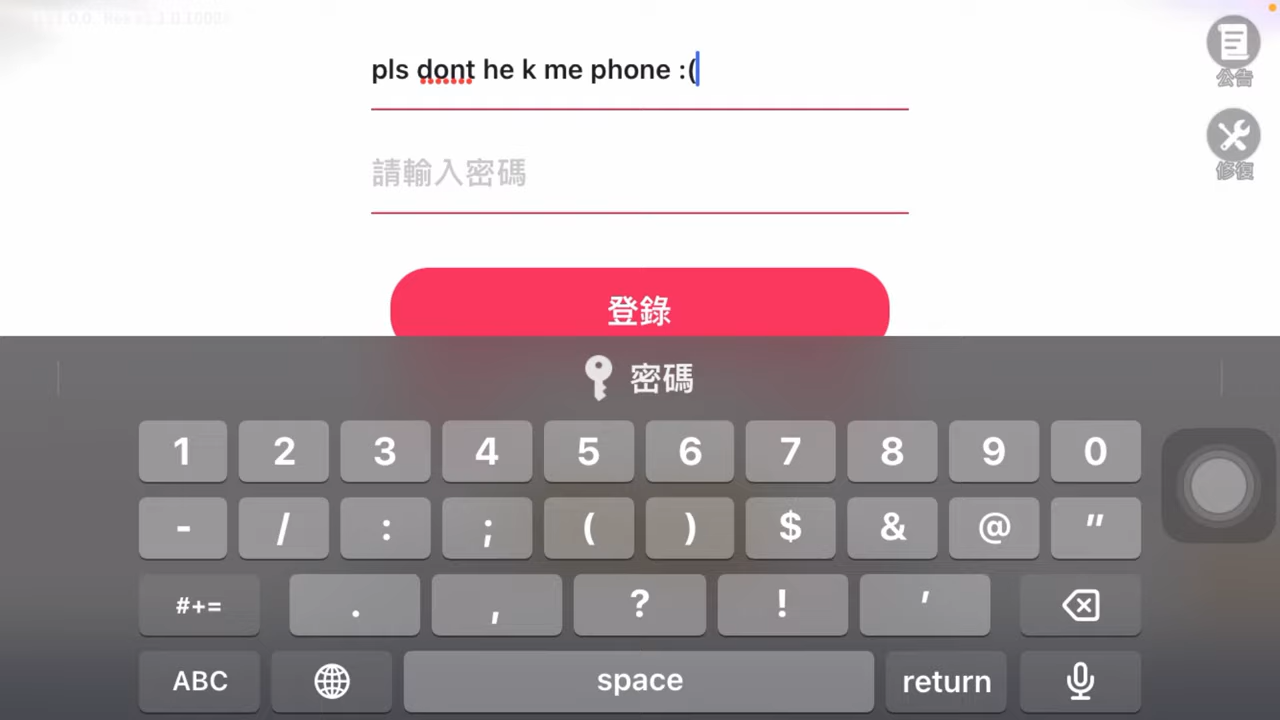 公告
pls dont he k me phone :(
修復
請輸入密碼
登錄
密碼
1 2 3 4 5 6 7 8 9 0
- / : ; ( ) $ & @ "
#+= . , ? ! '
ABC space return